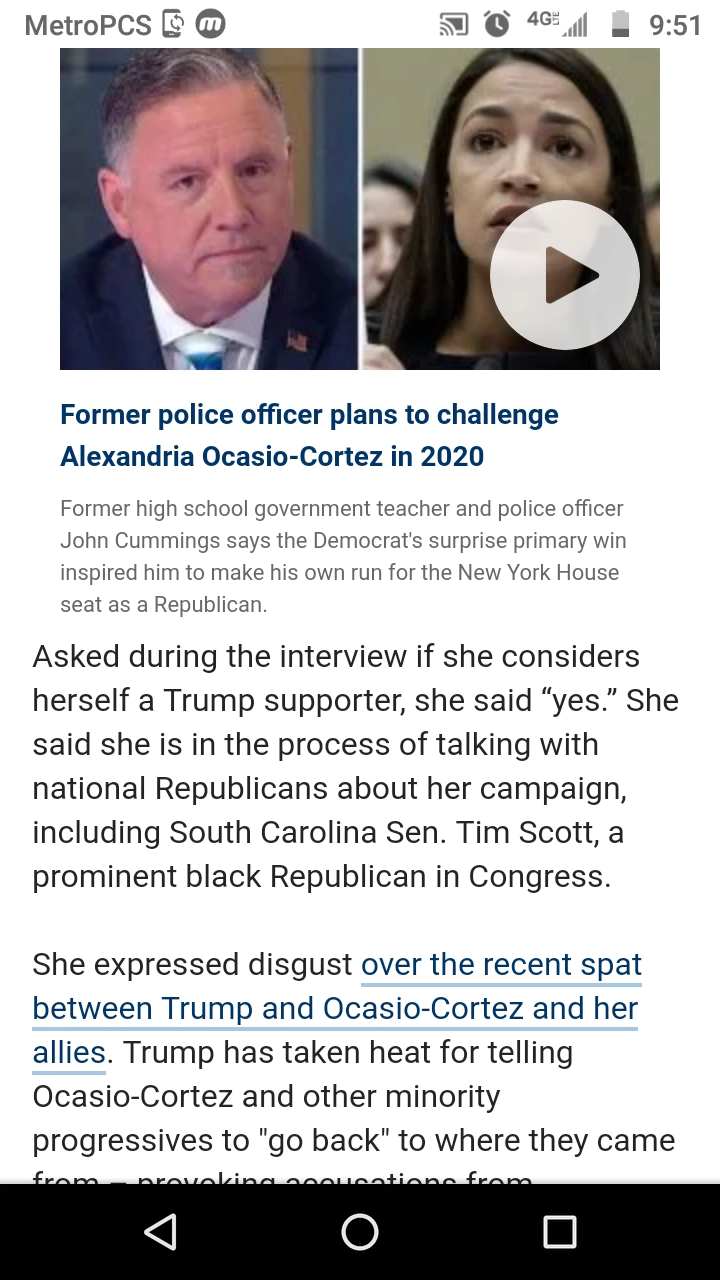 MetroPCS m 4G LTE 9:51
Former police officer plans to challenge
Alexandria Ocasio-Cortez in 2020
Former high school government teacher and police officer
John Cummings says the Democrat's surprise primary win
inspired him to make his own run for the New York House
seat as a Republican.
Asked during the interview if she considers
herself a Trump supporter, she said “yes.” She
said she is in the process of talking with
national Republicans about her campaign,
including South Carolina Sen. Tim Scott, a
prominent black Republican in Congress.
She expressed disgust over the recent spat
between Trump and Ocasio-Cortez and her
allies. Trump has taken heat for telling
Ocasio-Cortez and other minority
progressives to "go back" to where they came
from – provoking accusations from